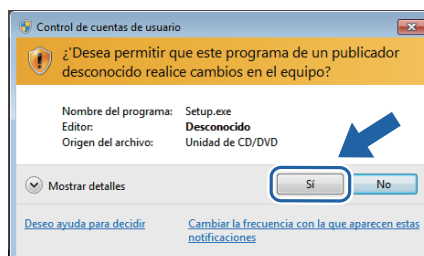 Control de cuentas de usuario
¿'Desea permitir que este programa de un publicador
desconocido realice cambios en el equipo?
Nombre del programa: Setup.exe
Editor: Desconocido
Origen del archivo: Unidad de CD/DVD
Mostrar detalles
Sí
No
Deseo ayuda para decidir
Cambiar la frecuencia con la que aparecen estas
notificaciones